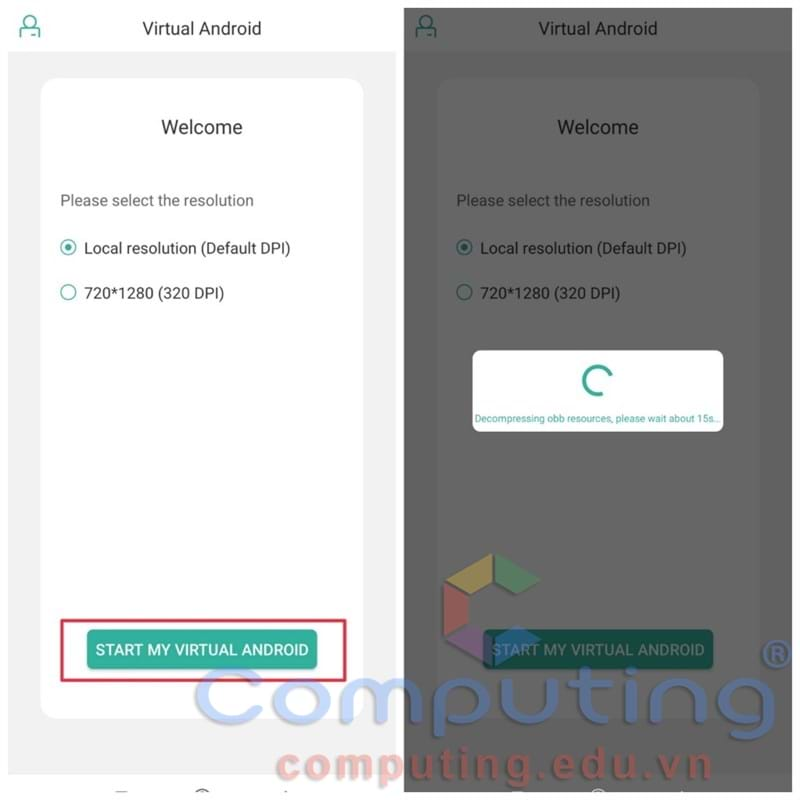 Virtual Android
Welcome
Please select the resolution
Local resolution (Default DPI)
720*1280 (320 DPI)
START MY VIRTUAL ANDROID
Virtual Android
Welcome
Please select the resolution
Local resolution (Default DPI)
720*1280 (320 DPI)
Decompressing obb resources, please wait about 15s...
START MY VIRTUAL ANDROID
Computing®
computing.edu.vn